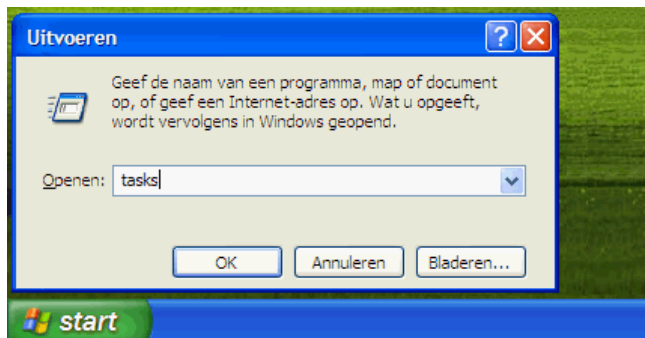 Uitvoeren
Geef de naam van een programma, map of document
op, of geef een Internet-adres op. Wat u opgeeft,
wordt vervolgens in Windows geopend.
Openen: tasks
OK Annuleren Bladeren...
start